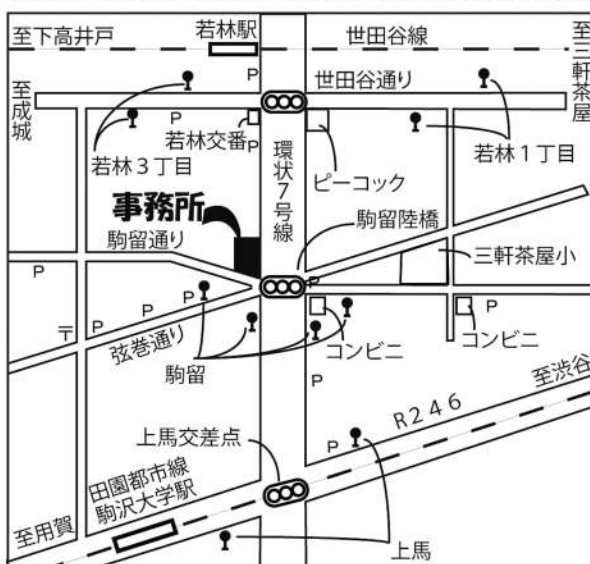 至下高井戸
若林駅
世田谷線
至三軒茶屋
P
世田谷通り
至成城
P
若林交番
P
若林３丁目
環状７号線
ピーコック
若林１丁目
事務所
駒留通り
駒留陸橋
三軒茶屋小
P
P
P
P
P
P
〒
弦巻通り
駒留
コンビニ
コンビニ
P
至渋谷
R２４６
上馬交差点
P
田園都市線
駒沢大学駅
至用賀
上馬